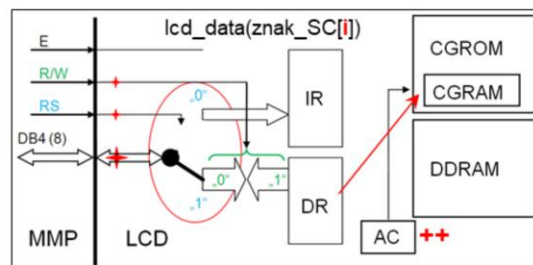 lcd_data(znak_SC[i])
E
R/W
RS
DB4 (8)
„0“
„1“
„0“
„1“
IR
DR
CGROM
CGRAM
DDRAM
AC ++
MMP
LCD